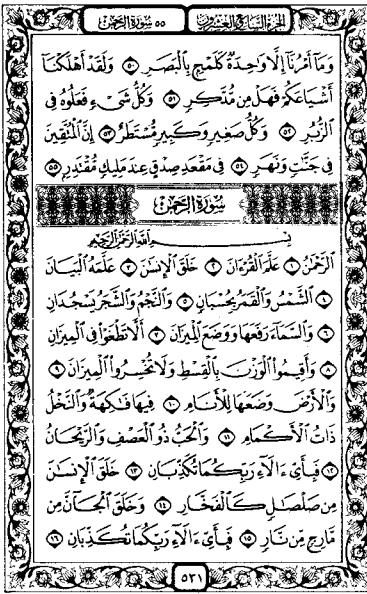 الجزء السابع والعشرون
٥٥ سورة الرحمن
وَمَآ أَمْرُنَآ إِلَّا وَٰحِدَةٌ كَلَمْحٍۭ بِٱلْبَصَرِ ٥٠ وَلَقَدْ أَهْلَكْنَآ
أَشْيَاعَكُمْ فَهَلْ مِن مُّدَّكِرٍ ٥١ وَكُلُّ شَىْءٍ فَعَلُوهُ فِى
ٱلزُّبُرِ ٥٢ وَكُلُّ صَغِيرٍ وَكَبِيرٍ مُّسْتَطَرٌ ٥٣ إِنَّ ٱلْمُتَّقِينَ
فِى جَنَّٰتٍ وَنَهَرٍ ٥٤ فِى مَقْعَدِ صِدْقٍ عِندَ مَلِيكٍ مُّقْتَدِرٍۭ ٥٥
سورة الرحمن
بِسْمِ ٱللَّهِ ٱلرَّحْمَٰنِ ٱلرَّحِيمِ
ٱلرَّحْمَٰنُ ١ عَلَّمَ ٱلْقُرْءَانَ ٢ خَلَقَ ٱلْإِنسَٰنَ ٣ عَلَّمَهُ ٱلْبَيَانَ
٤ ٱلشَّمْسُ وَٱلْقَمَرُ بِحُسْبَانٍ ٥ وَٱلنَّجْمُ وَٱلشَّجَرُ يَسْجُدَانِ
٦ وَٱلسَّمَآءَ رَفَعَهَا وَوَضَعَ ٱلْمِيزَانَ ٧ أَلَّا تَطْغَوْا۟ فِى ٱلْمِيزَانِ
٨ وَأَقِيمُوا۟ ٱلْوَزْنَ بِٱلْقِسْطِ وَلَا تُخْسِرُوا۟ ٱلْمِيزَانَ ٩
وَٱلْأَرْضَ وَضَعَهَا لِلْأَنَامِ ١٠ فِيهَا فَٰكِهَةٌ وَٱلنَّخْلُ
ذَاتُ ٱلْأَكْمَامِ ١١ وَٱلْحَبُّ ذُو ٱلْعَصْفِ وَٱلرَّيْحَانُ
١٢ فَبِأَىِّ ءَالَآءِ رَبِّكُمَا تُكَذِّبَانِ ١٣ خَلَقَ ٱلْإِنسَٰنَ
مِن صَلْصَٰلٍ كَٱلْفَخَّارِ ١٤ وَخَلَقَ ٱلْجَآنَّ مِن
مَّارِجٍ مِّن نَّارٍ ١٥ فَبِأَىِّ ءَالَآءِ رَبِّكُمَا تُكَذِّبَانِ ١٦
٥٣١